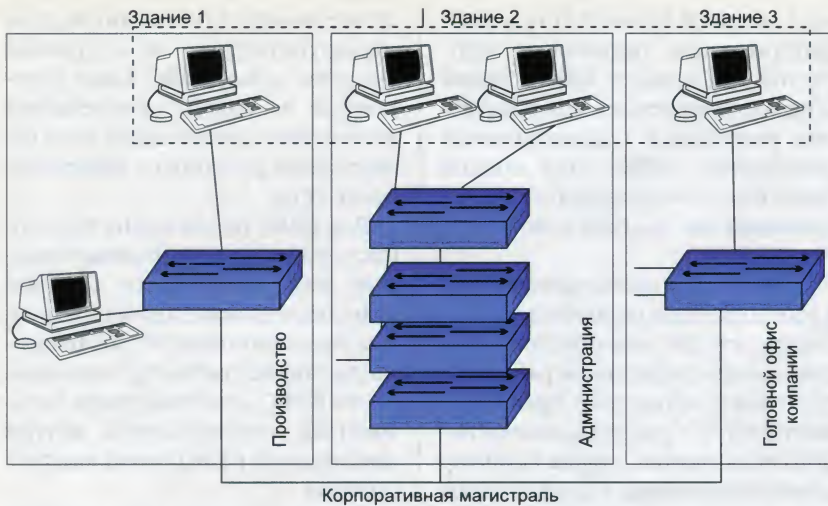 Здание 1
Здание 2
Здание 3
Производство
Администрация
Головной офис
компании
Корпоративная магистраль